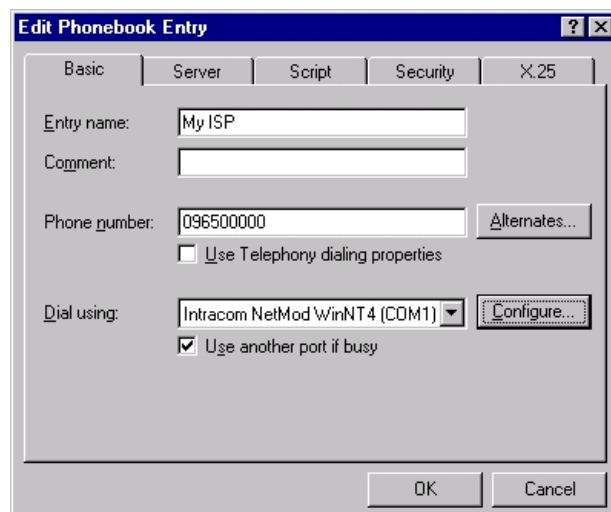 Edit Phonebook Entry
Basic Server Script Security X.25
Entry name: My ISP
Comment:
Phone number: 096500000 Alternates...
Use Telephony dialing properties
Dial using: Intracom NetMod WinNT4 (COM1) Configure...
Use another port if busy
OK Cancel